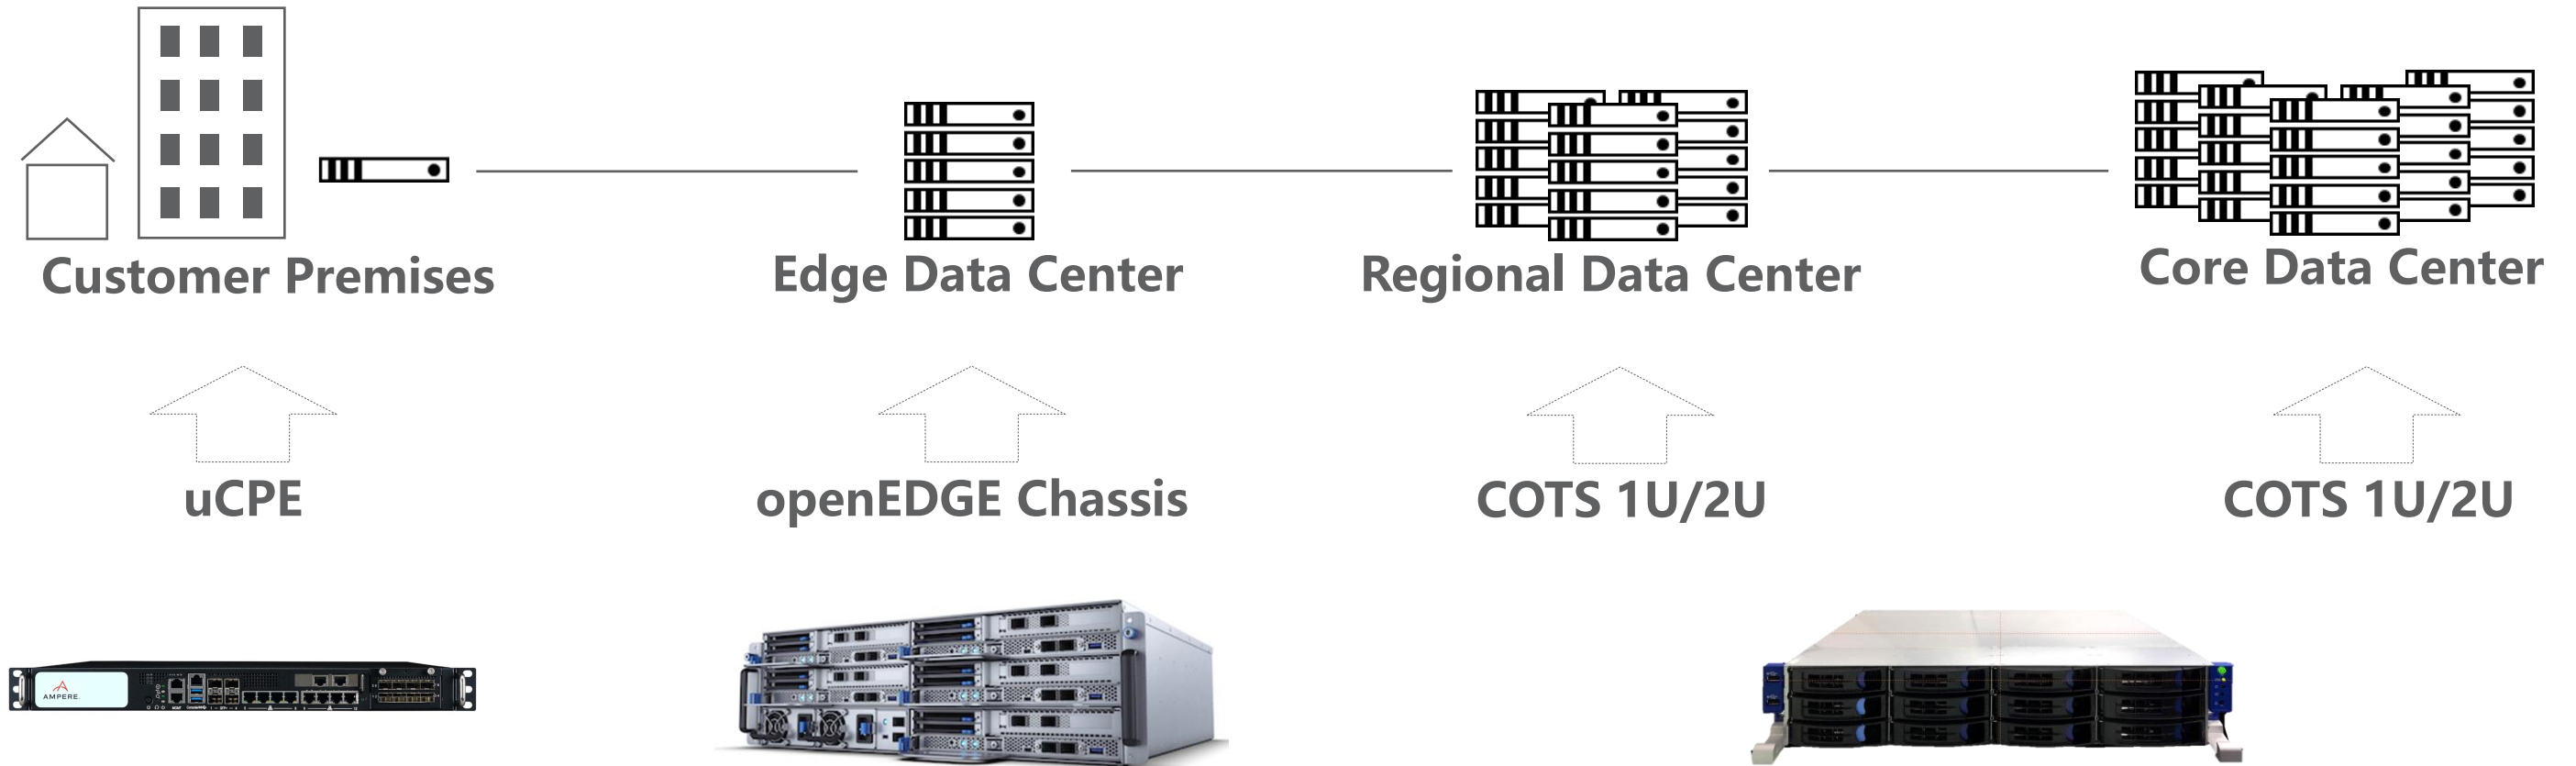 Customer Premises
Edge Data Center
Regional Data Center
Core Data Center
uCPE
openEDGE Chassis
COTS 1U/2U
COTS 1U/2U
AMPERE.